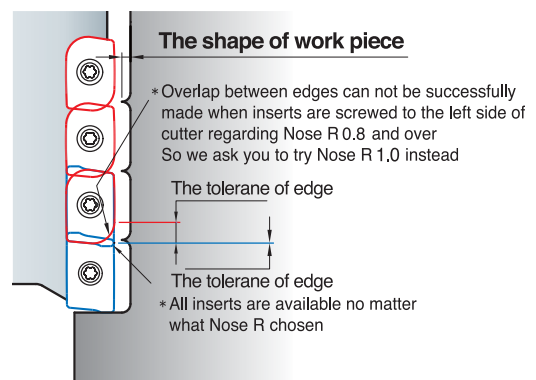 The shape of work piece
* Overlap between edges can not be successfully
made when inserts are screwed to the left side of
cutter regarding Nose R 0.8 and over
So we ask you to try Nose R 1.0 instead
The tolerane of edge
The tolerane of edge
* All inserts are available no matter
what Nose R chosen